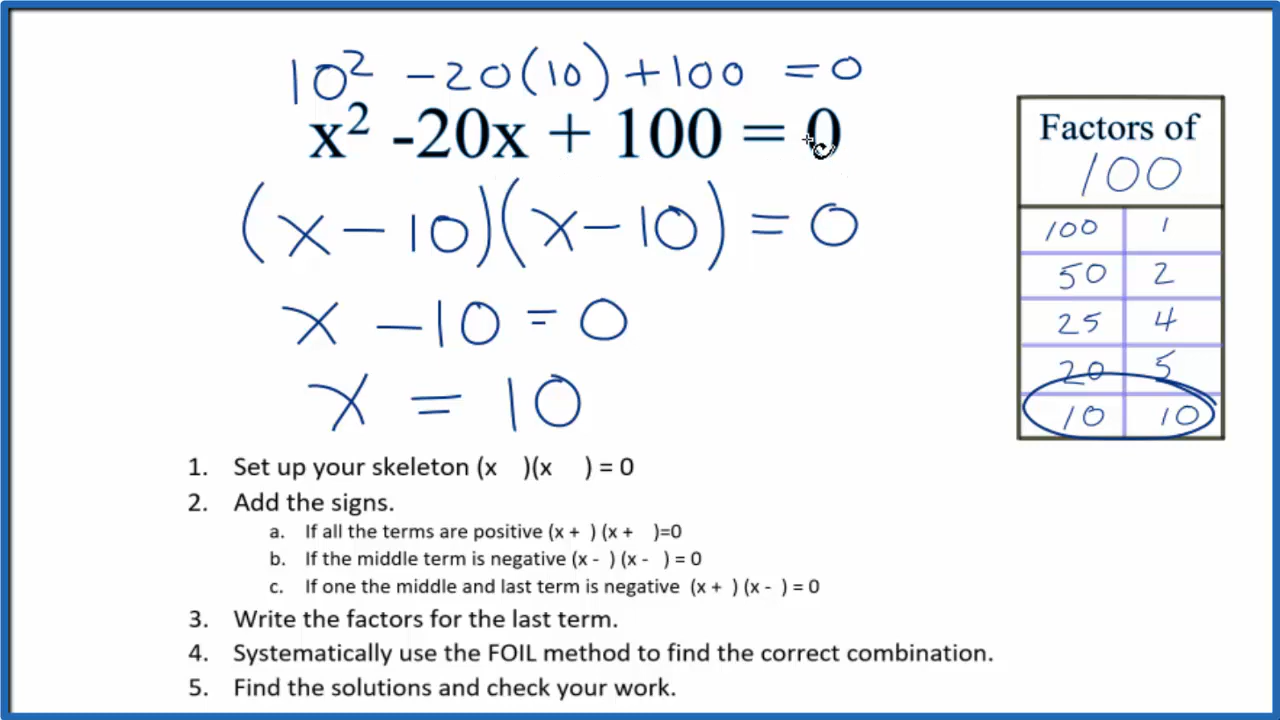 10² -20(10) +100 = 0
x² -20x + 100 = 0
(x - 10)(x - 10) = 0
x - 10 = 0
x = 10
Factors of
100
100 1
50 2
25 4
20 5
10 10
1. Set up your skeleton (x  )(x  ) = 0
2. Add the signs.
a. If all the terms are positive (x +  ) (x +  )=0
b. If the middle term is negative (x -  ) (x -  ) = 0
c. If one the middle and last term is negative (x +  ) (x -  ) = 0
3. Write the factors for the last term.
4. Systematically use the FOIL method to find the correct combination.
5. Find the solutions and check your work.